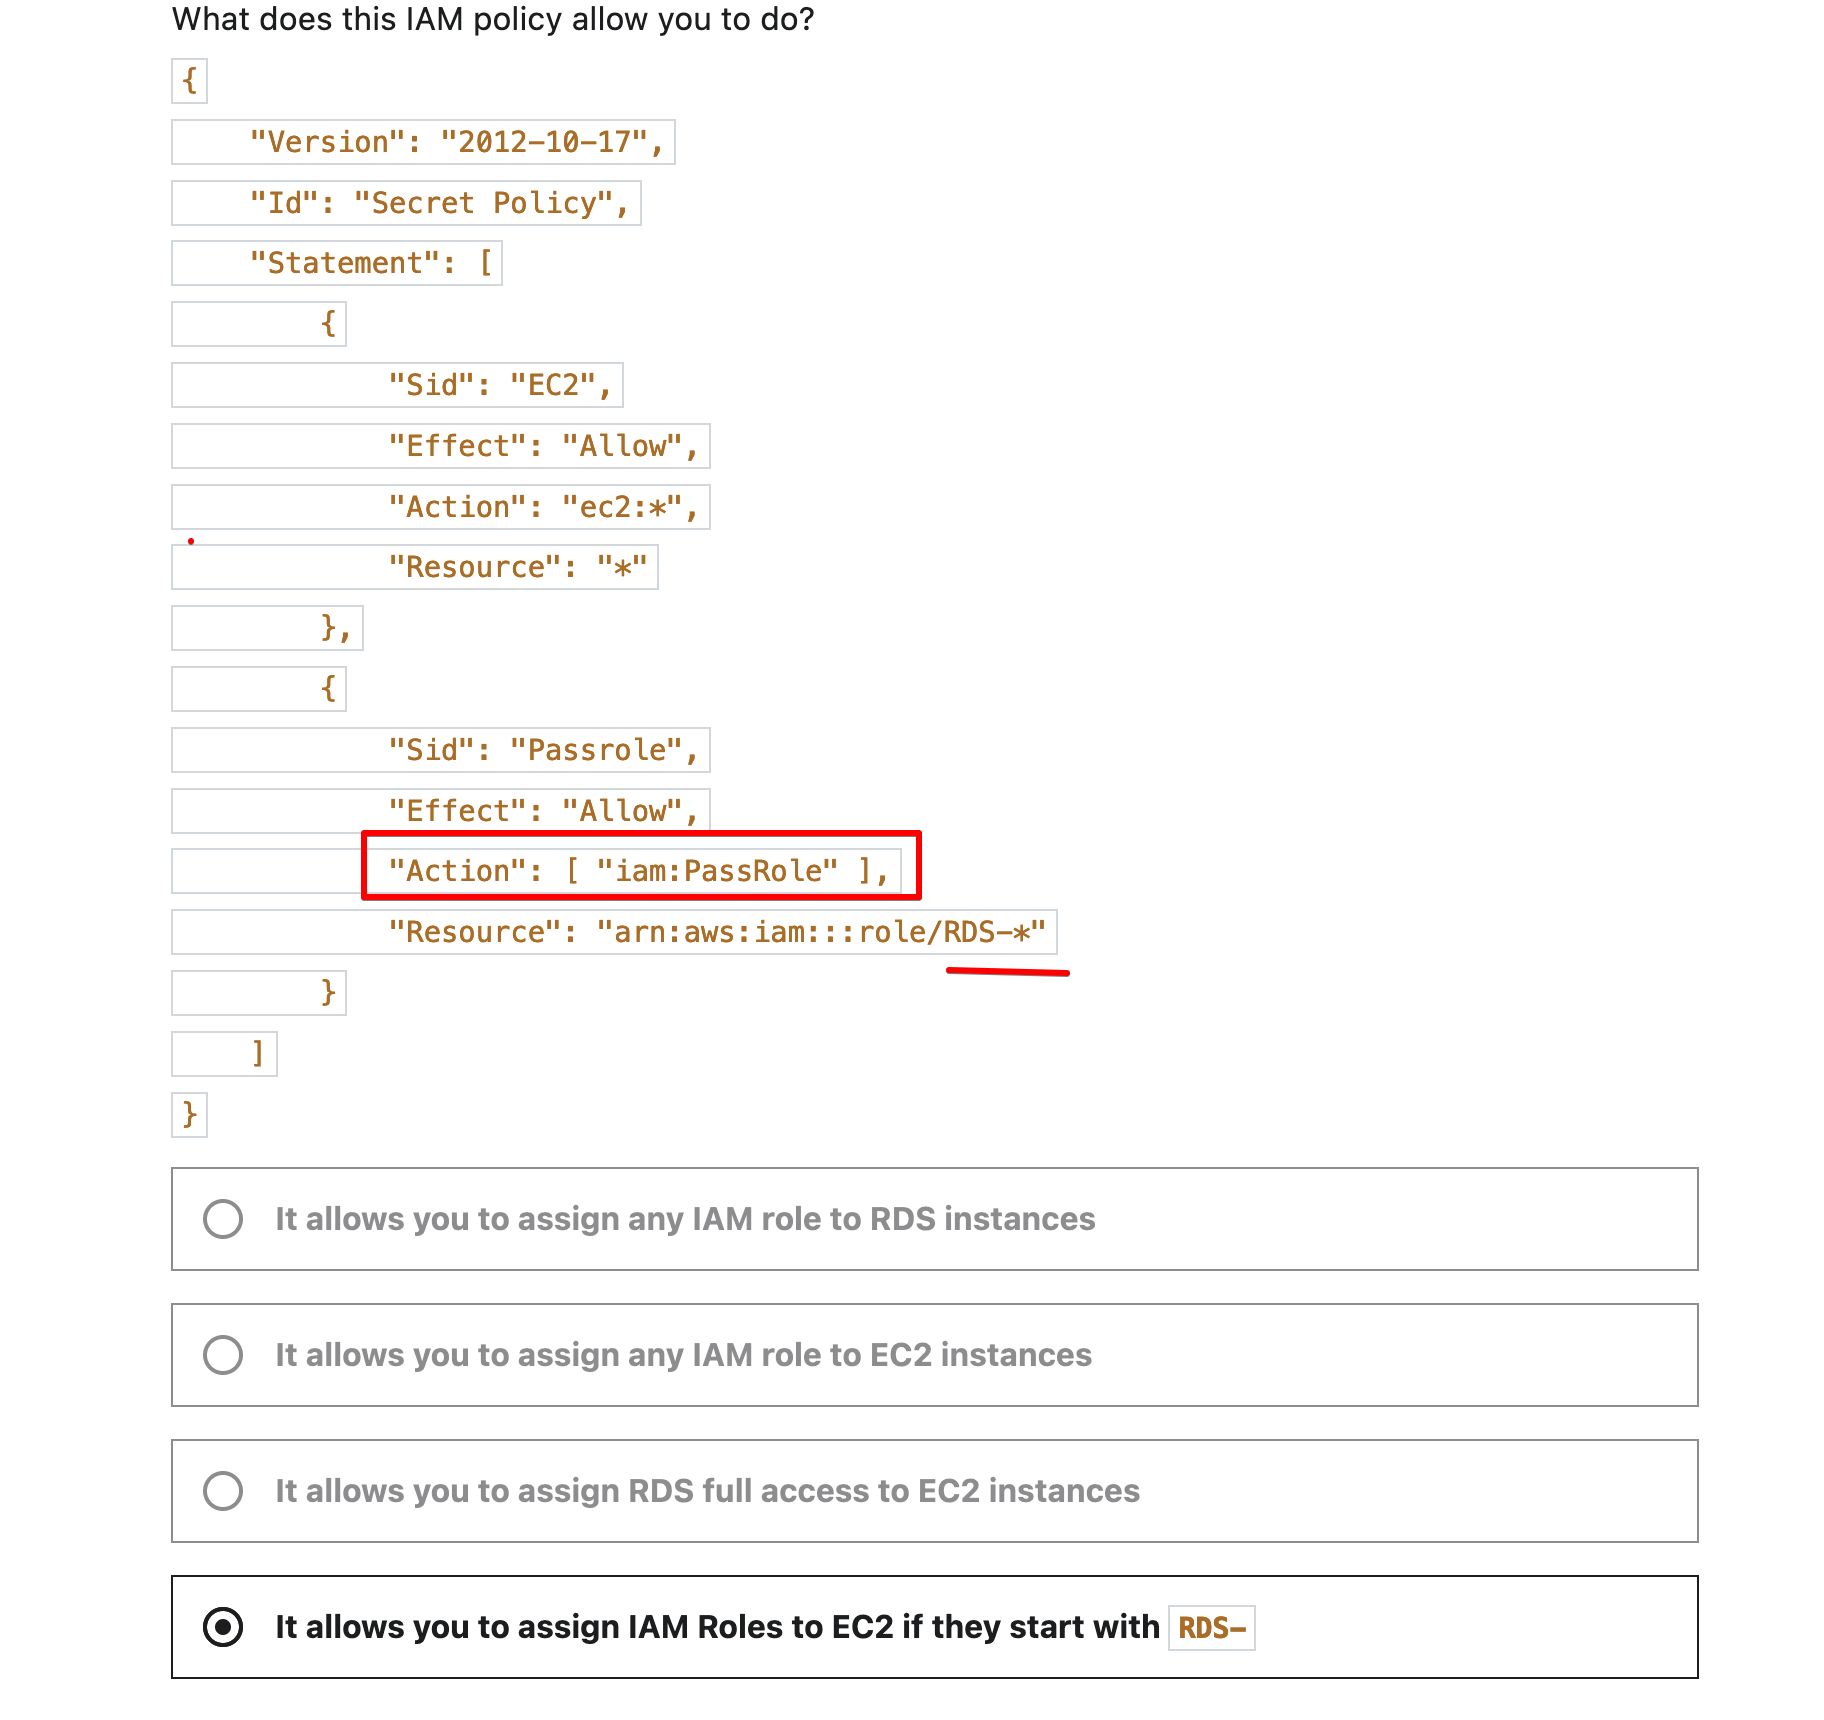 What does this IAM policy allow you to do?
{
    "Version": "2012-10-17",
    "Id": "Secret Policy",
    "Statement": [
        {
            "Sid": "EC2",
            "Effect": "Allow",
            "Action": "ec2:*",
            "Resource": "*"
        },
        {
            "Sid": "Passrole",
            "Effect": "Allow",
            "Action": [ "iam:PassRole" ],
            "Resource": "arn:aws:iam:::role/RDS-*"
        }
    ]
}
It allows you to assign any IAM role to RDS instances
It allows you to assign any IAM role to EC2 instances
It allows you to assign RDS full access to EC2 instances
It allows you to assign IAM Roles to EC2 if they start with RDS-